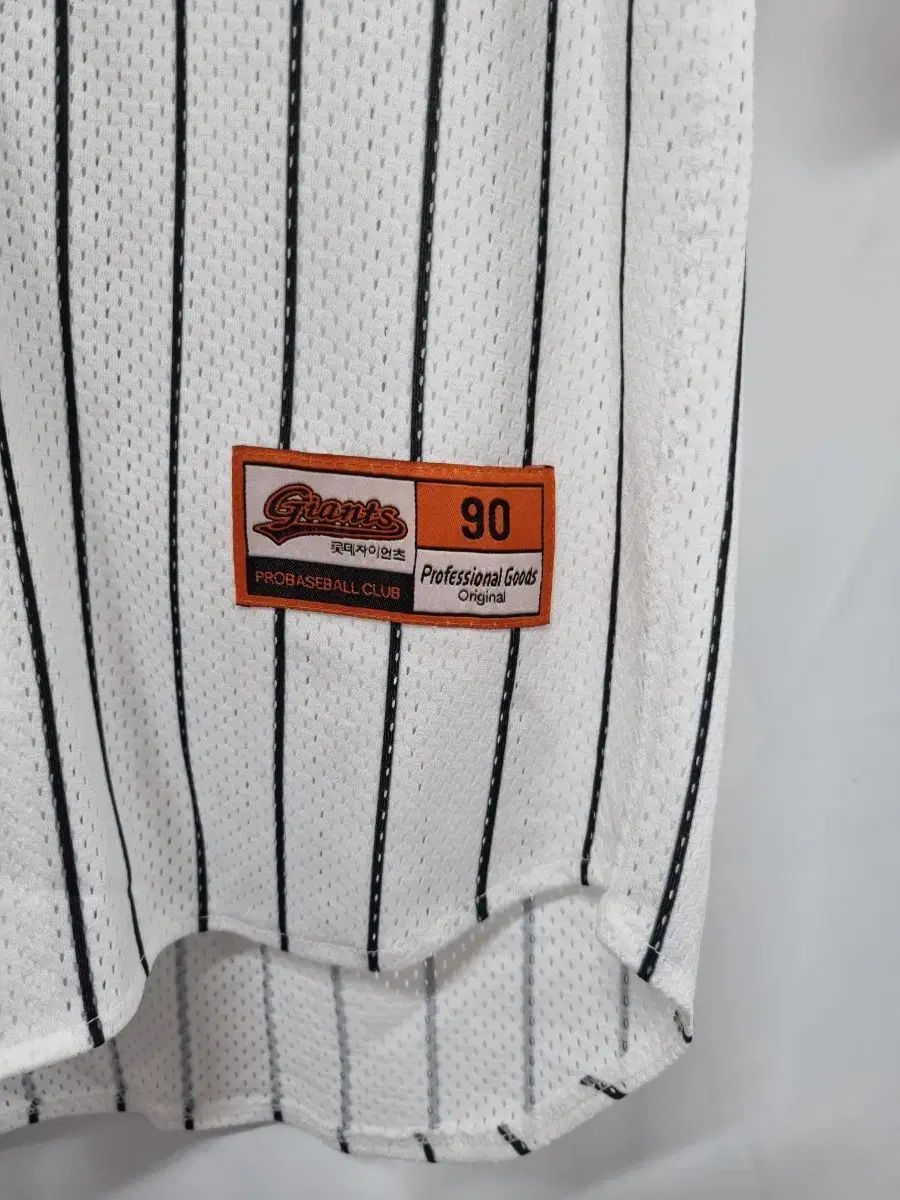 Giants
롯데자이언츠
PROBASEBALL CLUB
90
Professional Goods
Original